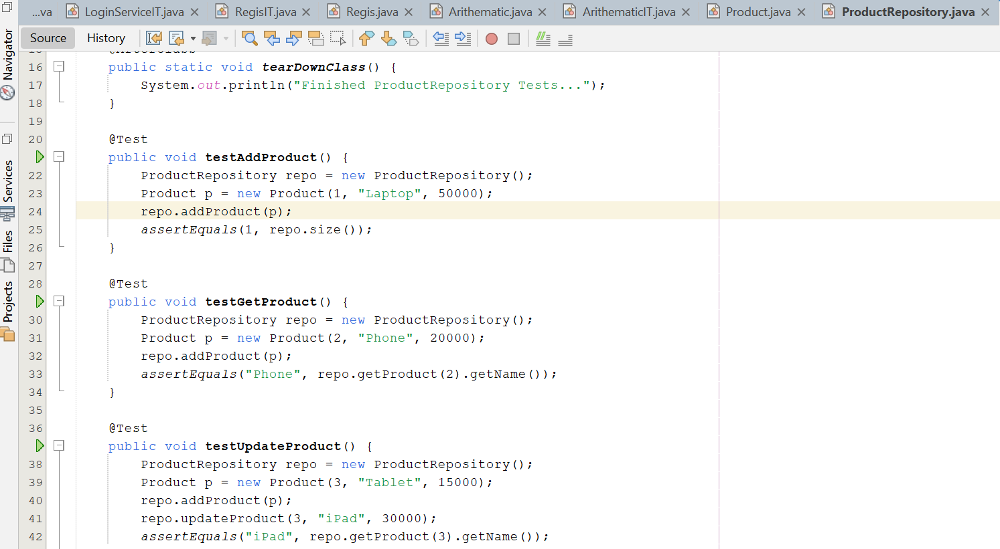 ...va LoginServiceIT.java RegisIT.java Regis.java Arithematic.java ArithematicIT.java Product.java ProductRepository.java
Source History
Navigator
Services
Files
Projects
16 public static void tearDownClass() {
17 System.out.println("Finished ProductRepository Tests...");
18 }
19
20 @Test
public void testAddProduct() {
22 ProductRepository repo = new ProductRepository();
23 Product p = new Product(1, "Laptop", 50000);
24 repo.addProduct(p);
25 assertEquals(1, repo.size());
26 }
27
28 @Test
public void testGetProduct() {
30 ProductRepository repo = new ProductRepository();
31 Product p = new Product(2, "Phone", 20000);
32 repo.addProduct(p);
33 assertEquals("Phone", repo.getProduct(2).getName());
34 }
35
36 @Test
public void testUpdateProduct() {
38 ProductRepository repo = new ProductRepository();
39 Product p = new Product(3, "Tablet", 15000);
40 repo.addProduct(p);
41 repo.updateProduct(3, "iPad", 30000);
42 assertEquals("iPad", repo.getProduct(3).getName());